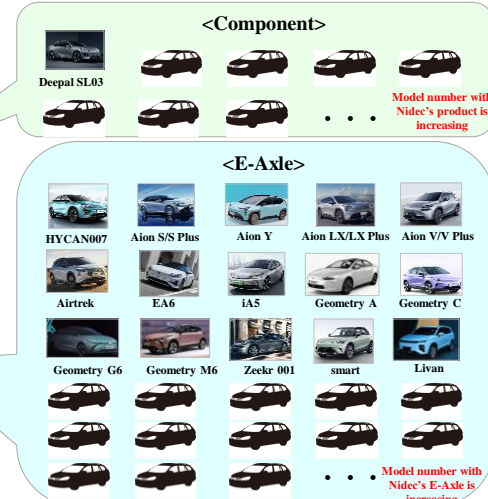 <Component>
Deepal SL03
Model number with
Nidec's product is
increasing
• • •
<E-Axle>
HYCAN007 Aion S/S Plus Aion Y Aion LX/LX Plus Aion V/V Plus
Airtrek EA6 iA5 Geometry A Geometry C
Geometry G6 Geometry M6 Zeekr 001 smart Livan
• • •
Model number with
Nidec's E-Axle is
increasing